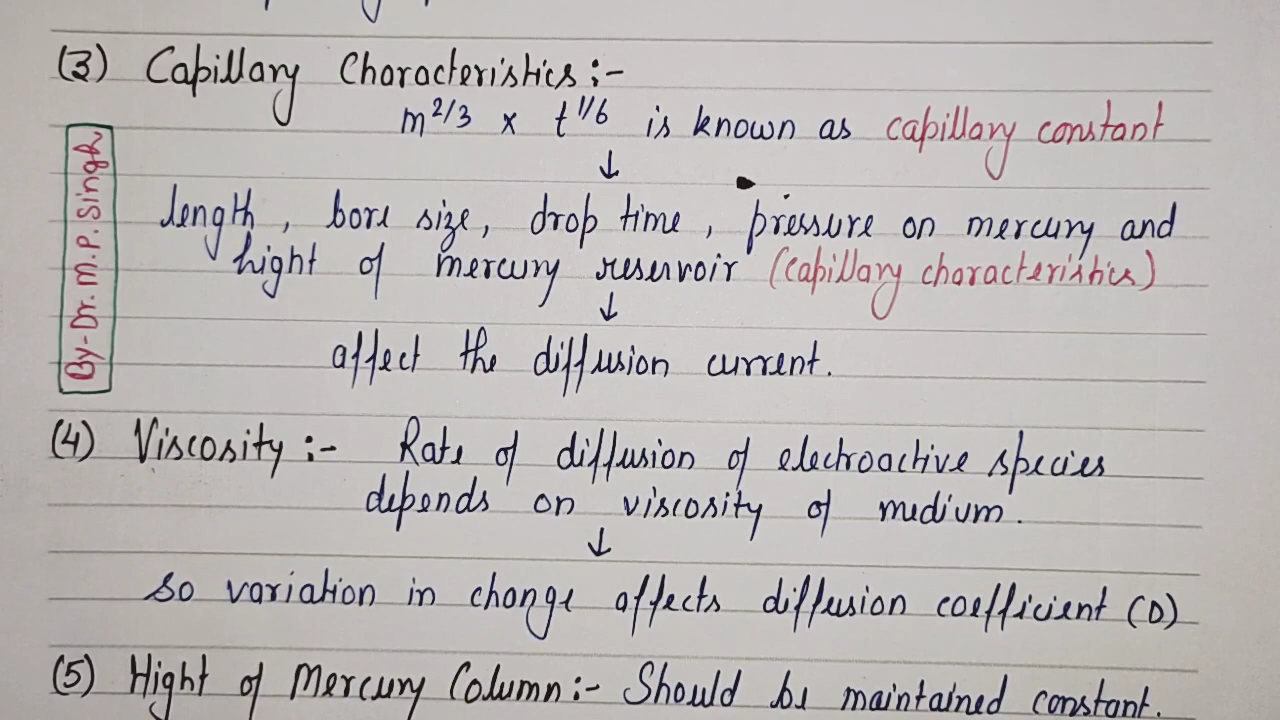 (3) Capillary Characteristics :-
m^2/3 x t^1/6 is known as capillary constant
↓
length, bore size, drop time, pressure on mercury and
hight of mercury reservoir (capillary characteristics)
↓
affect the diffusion current.
(4) Viscosity :- Rate of diffusion of electroactive species
depends on viscosity of medium.
↓
so variation in change affects diffusion coefficient (D)
(5) Hight of Mercury Column :- Should be maintained constant.
By- Dr. M.P. Singh